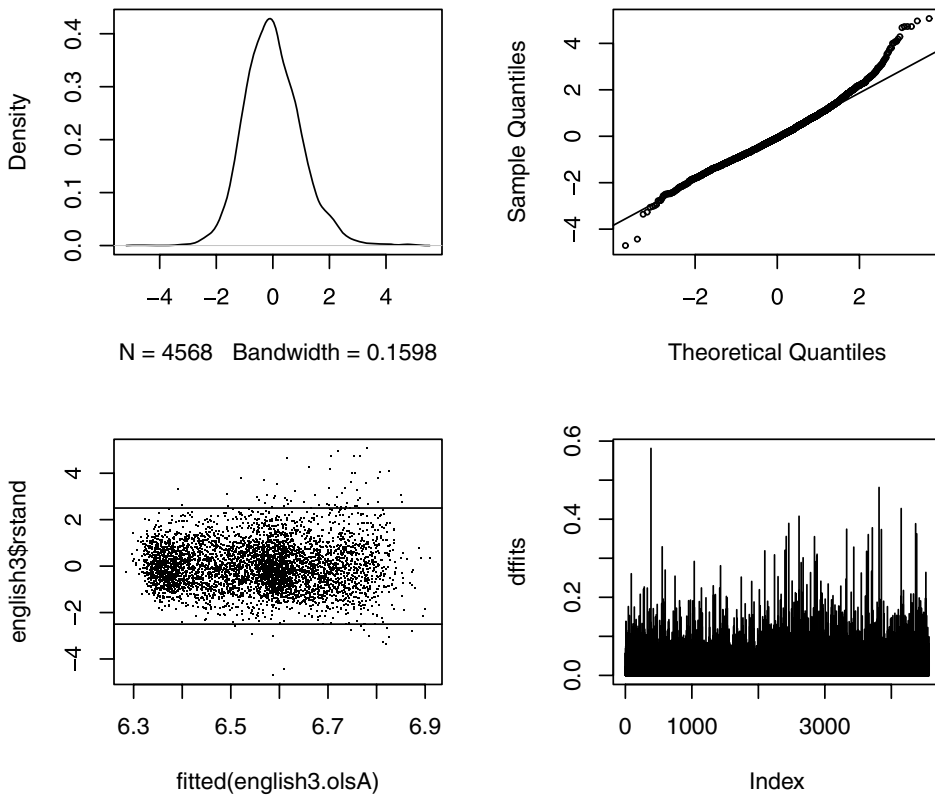 Density
0.0 0.1 0.2 0.3 0.4
−4 −2 0 2 4
N = 4568 Bandwidth = 0.1598
Sample Quantiles
−4 −2 0 2 4
−2 0 2
Theoretical Quantiles
english3$rstand
−4 −2 0 2 4
6.3 6.5 6.7 6.9
fitted(english3.olsA)
dffits
0.0 0.2 0.4 0.6
0 1000 3000
Index